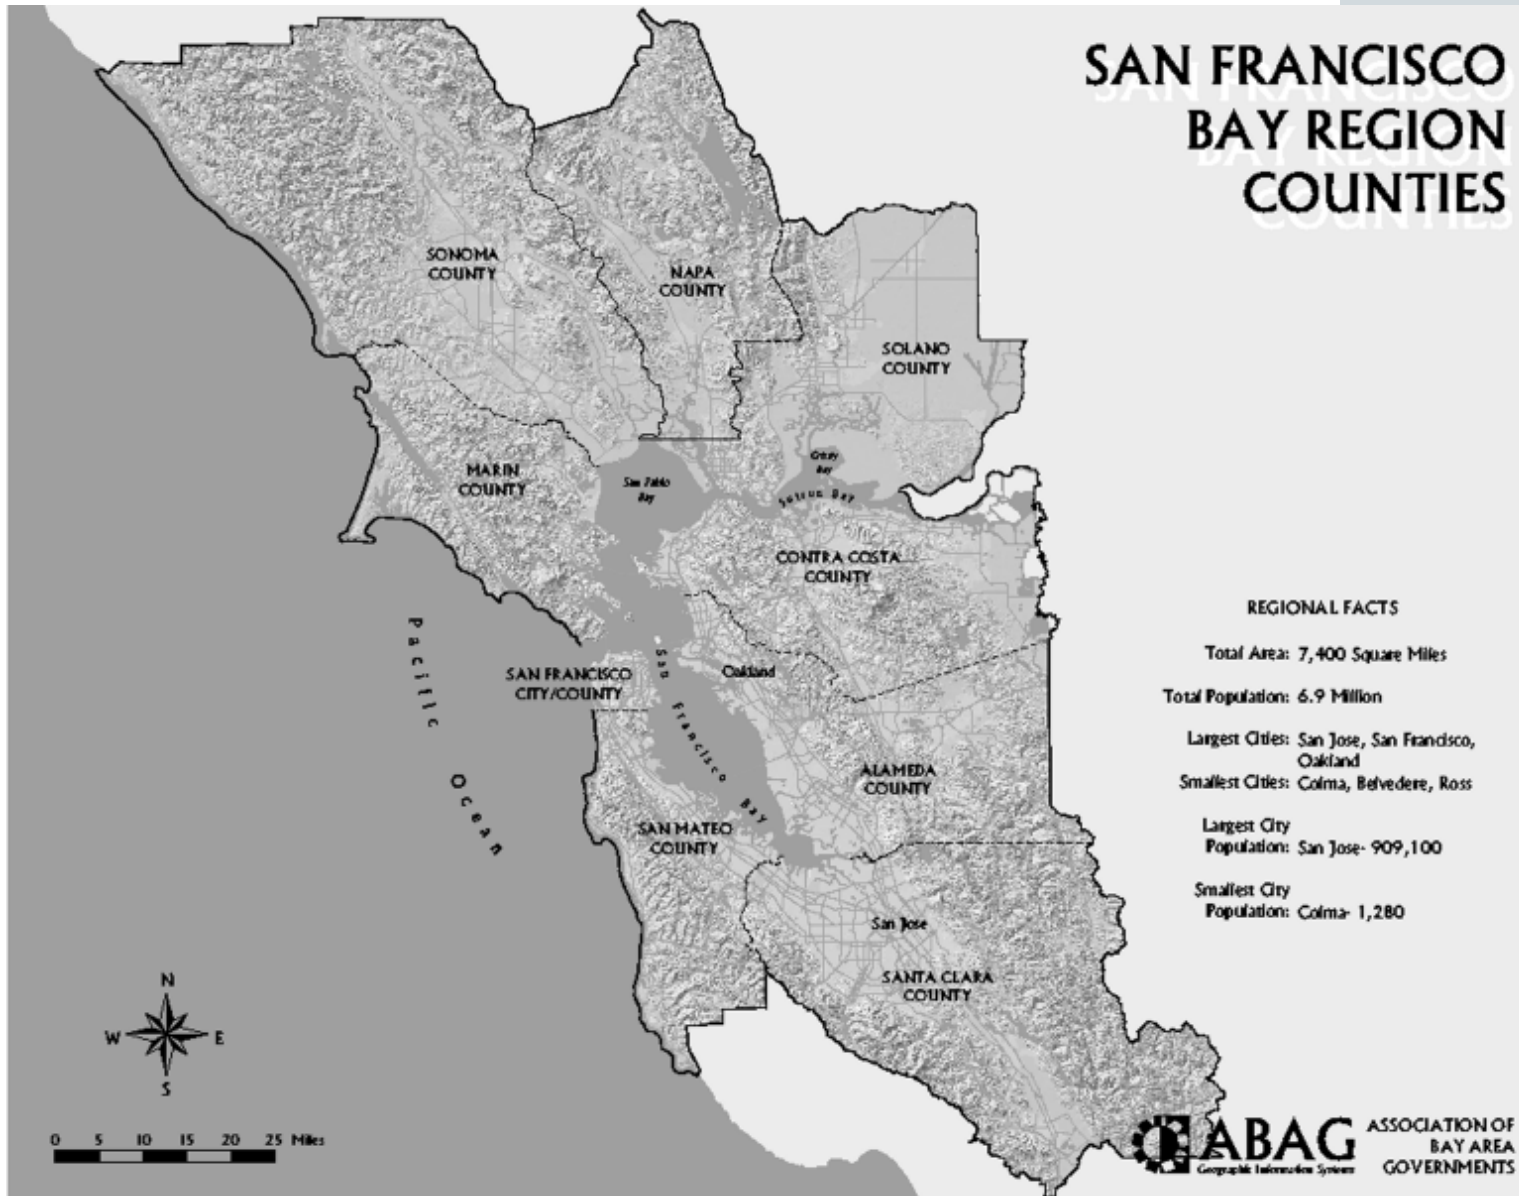 SAN FRANCISCO
BAY REGION
COUNTIES
SONOMA
COUNTY
NAPA
COUNTY
SOLANO
COUNTY
MARIN
COUNTY
San Pablo
Bay
Grizzly
Bay
Suisun Bay
CONTRA COSTA
COUNTY
SAN FRANCISCO
CITY/COUNTY
Oakland
San Francisco Bay
Pacific Ocean
ALAMEDA
COUNTY
SAN MATEO
COUNTY
San Jose
SANTA CLARA
COUNTY
REGIONAL FACTS
Total Area: 7,400 Square Miles
Total Population: 6.9 Million
Largest Cities: San Jose, San Francisco,
Oakland
Smallest Cities: Colma, Belvedere, Ross
Largest City
Population: San Jose- 909,100
Smallest City
Population: Colma- 1,280
N
W E
S
0 5 10 15 20 25 Miles
ABAG
Geographic Information Systems
ASSOCIATION OF
BAY AREA
GOVERNMENTS